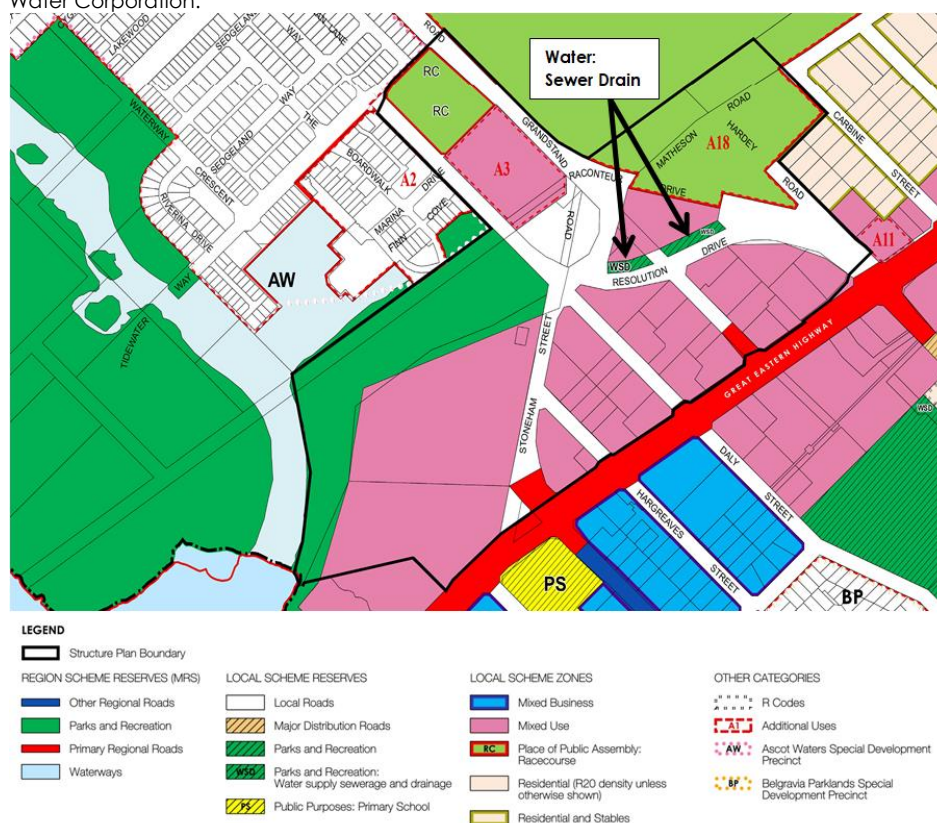 Water Corporation.
LAKEWOOD
SEDGELAND
WAY
LANE
WATERWAY
SEDGELAND
WAY
THE
CRESCENT
RIVERINA DRIVE
BOARDWALK
A2
DRIVE
MARINA
FINN
COVE
AW
WAY
TIDEWATER
RC
RC
ROAD
GRANDSTAND
A3
RACONTEUR
DRIVE
ROAD
Water:
Sewer Drain
ROAD
MATHESON
HARDEY
A18
ROAD
CARBINE
STREET
A11
WSD
WSD
RESOLUTION
DRIVE
STREET
STONEHAM
GREAT EASTERN HIGHWAY
WSD
DALY
STREET
HARGREAVES
STREET
PS
BP
LEGEND
Structure Plan Boundary
REGION SCHEME RESERVES (MRS)
Other Regional Roads
Parks and Recreation
Primary Regional Roads
Waterways
LOCAL SCHEME RESERVES
Local Roads
Major Distribution Roads
Parks and Recreation
WSD
Parks and Recreation:
Water supply sewerage and drainage
PS
Public Purposes: Primary School
LOCAL SCHEME ZONES
Mixed Business
Mixed Use
RC
Place of Public Assembly:
Racecourse
Residential (R20 density unless
otherwise shown)
Residential and Stables
OTHER CATEGORIES
R Codes
A1
Additional Uses
AW
Ascot Waters Special Development
Precinct
BP
Belgravia Parklands Special
Development Precinct